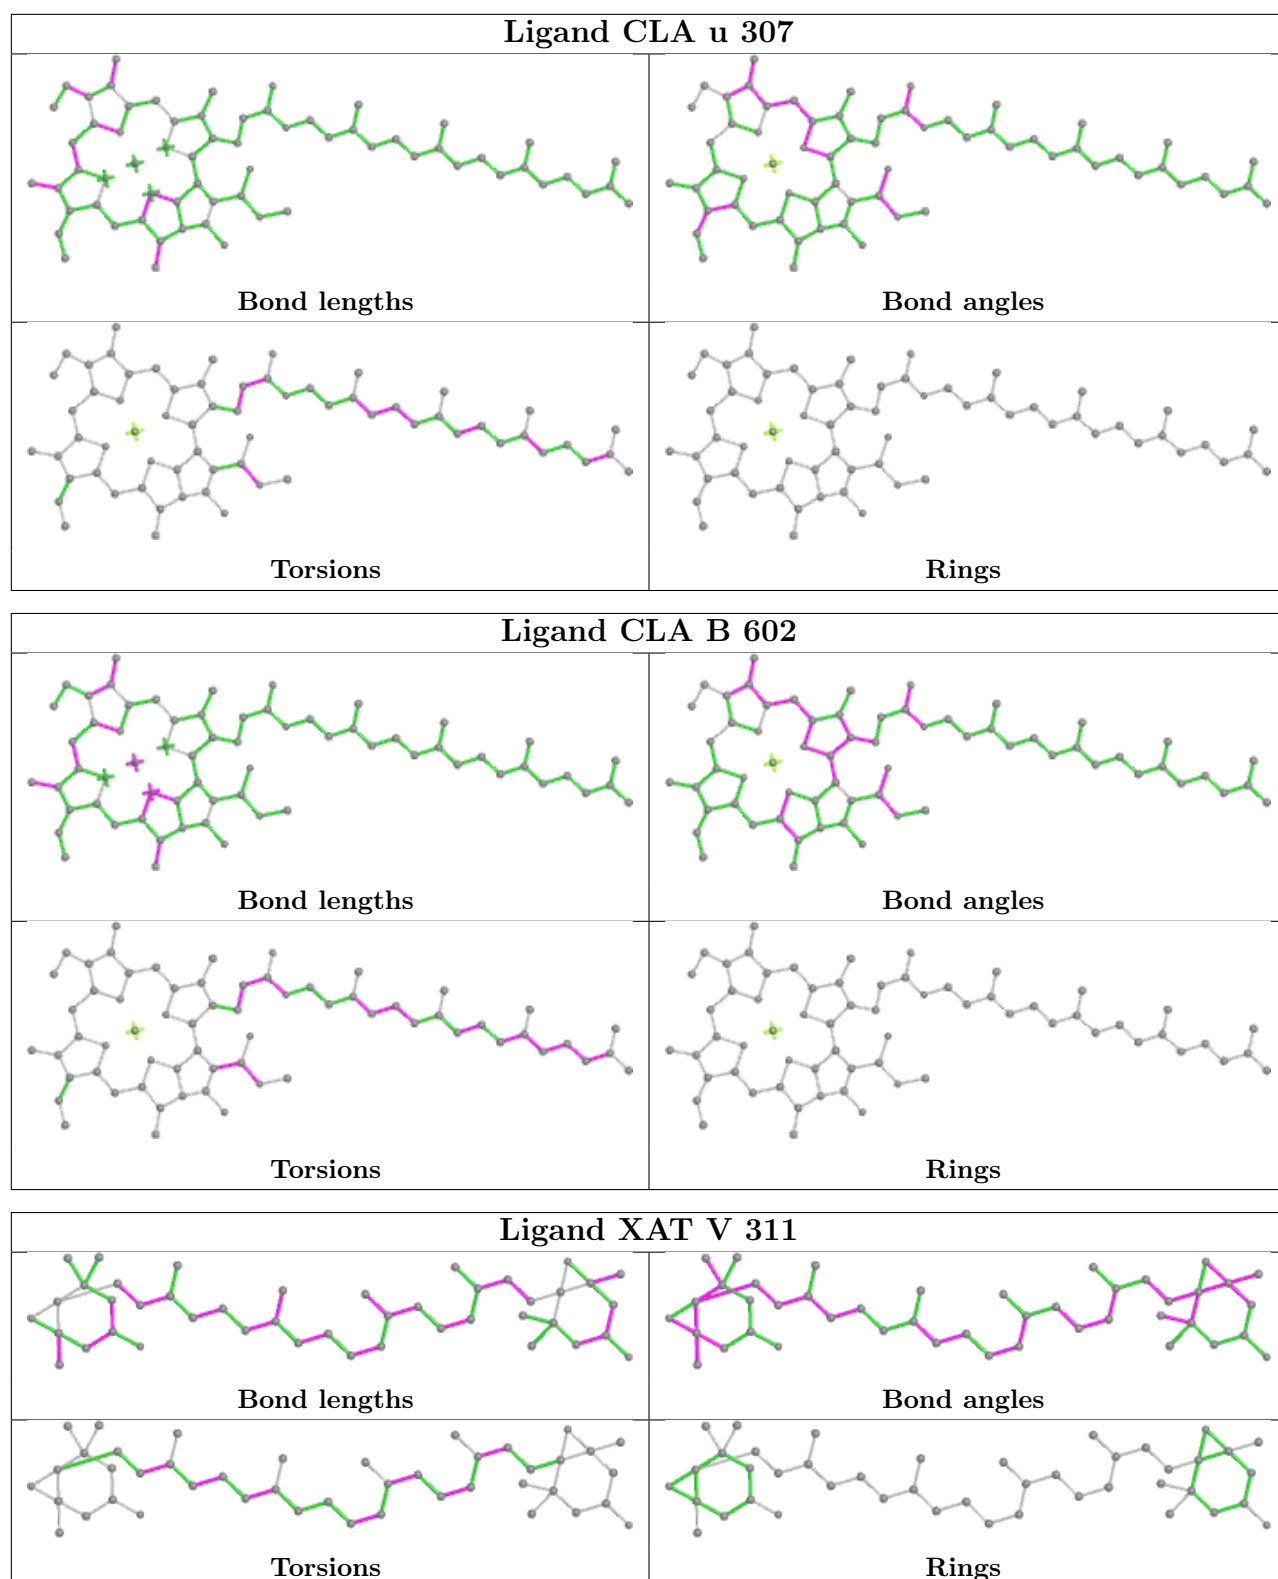 Ligand CLA u 307
Bond lengths
Bond angles
Torsions
Rings
Ligand CLA B 602
Bond lengths
Bond angles
Torsions
Rings
Ligand XAT V 311
Bond lengths
Bond angles
Torsions
Rings